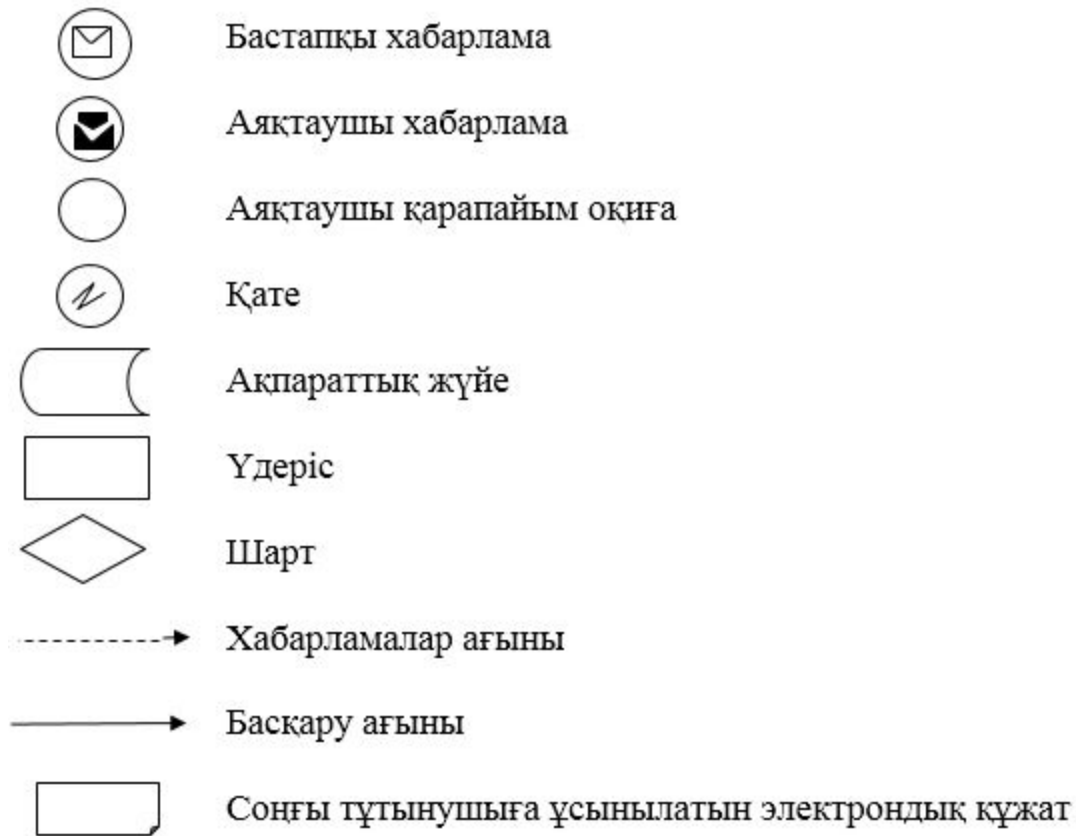 Бастапқы хабарлама
Аяқтаушы хабарлама
Аяқтаушы қарапайым оқиға
Қате
Ақпараттық жүйе
Үдеріс
Шарт
Хабарламалар ағыны
Басқару ағыны
Соңғы тұтынушыға ұсынылатын электрондық құжат